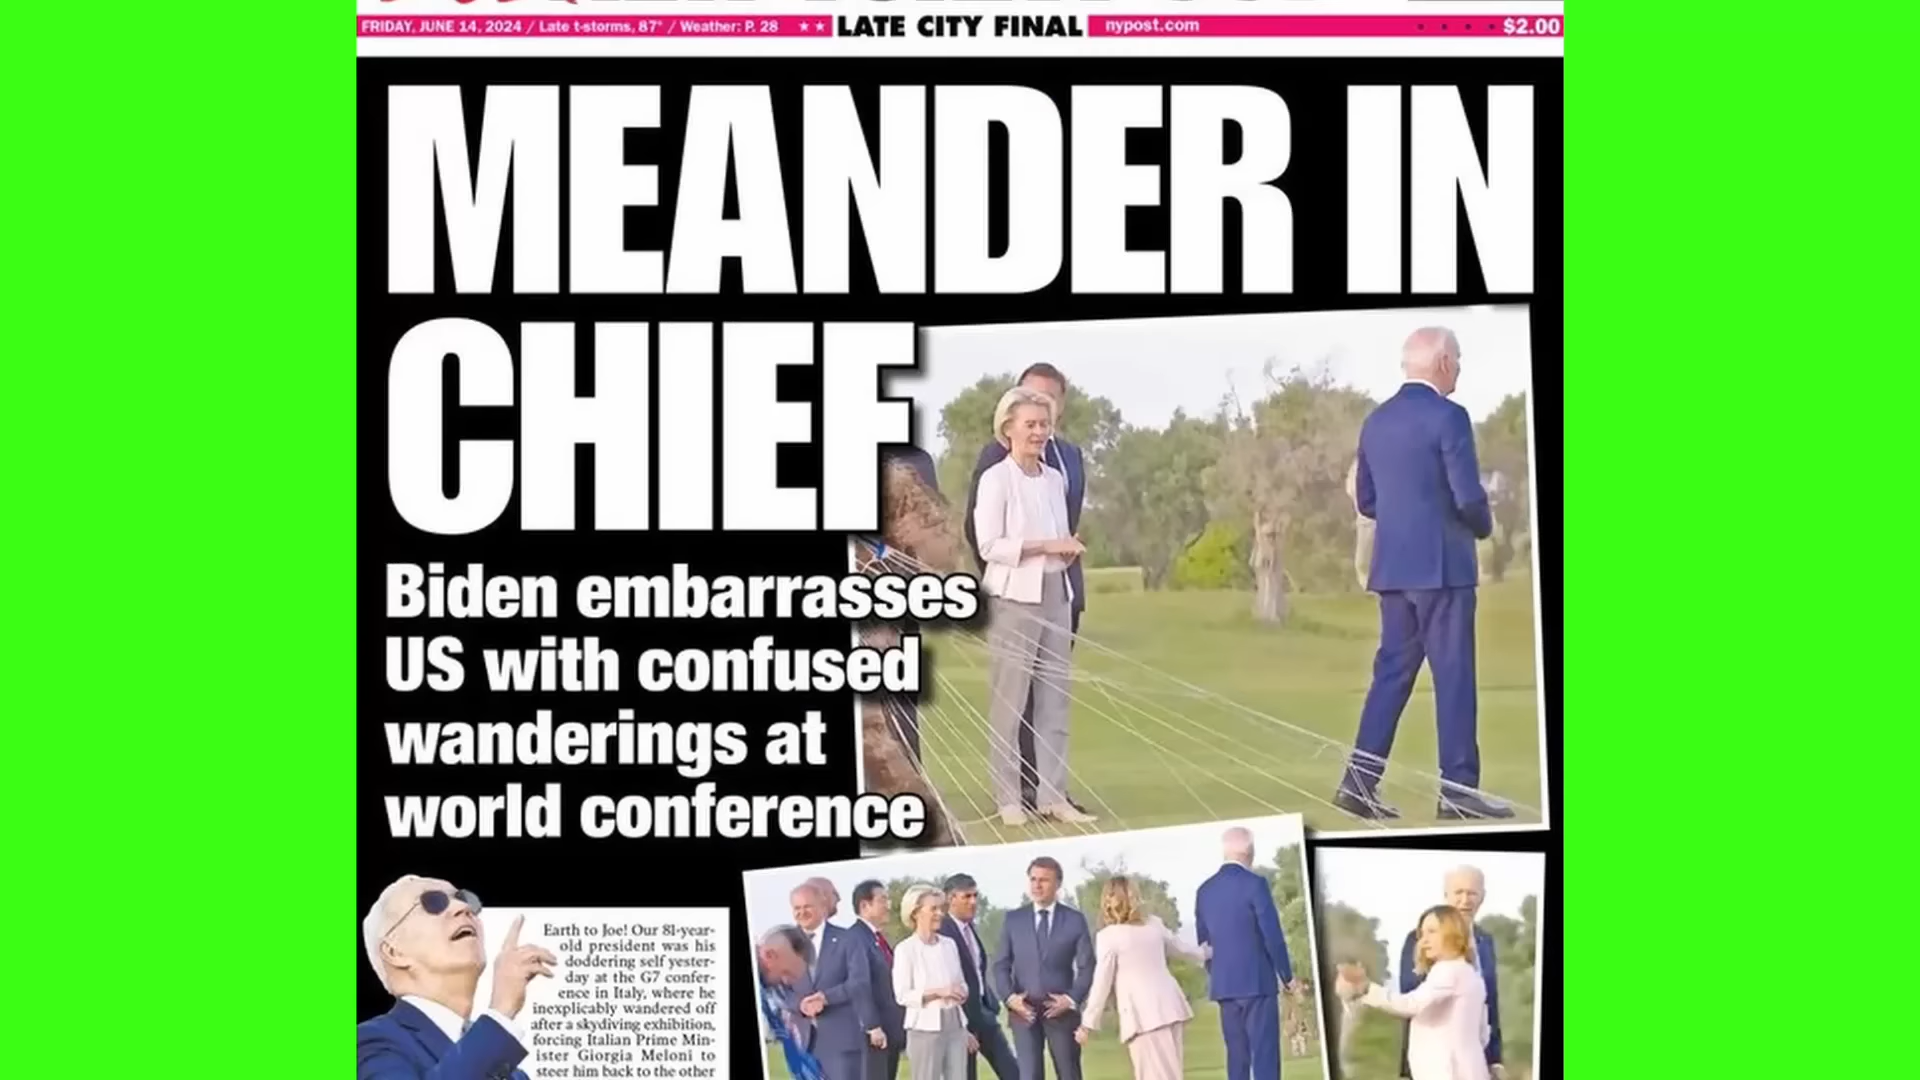 FRIDAY, JUNE 14, 2024 / Late t-storms, 87° / Weather: P. 28 ★★ LATE CITY FINAL nypost.com $2.00
MEANDER IN
CHIEF
Biden embarrasses
US with confused
wanderings at
world conference
Earth to Joe! Our 81-year-
old president was his
doddering self yester-
day at the G7 confer-
ence in Italy, where he
inexplicably wandered off
after a skydiving exhibition,
forcing Italian Prime Min-
ister Giorgia Meloni to
steer him back to the other